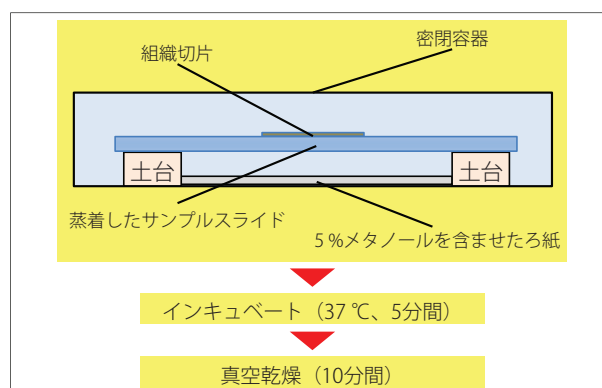 密閉容器
組織切片
土台
土台
蒸着したサンプルスライド
5％メタノールを含ませたろ紙
インキュベート（37 ℃、5分間）
真空乾燥（10分間）